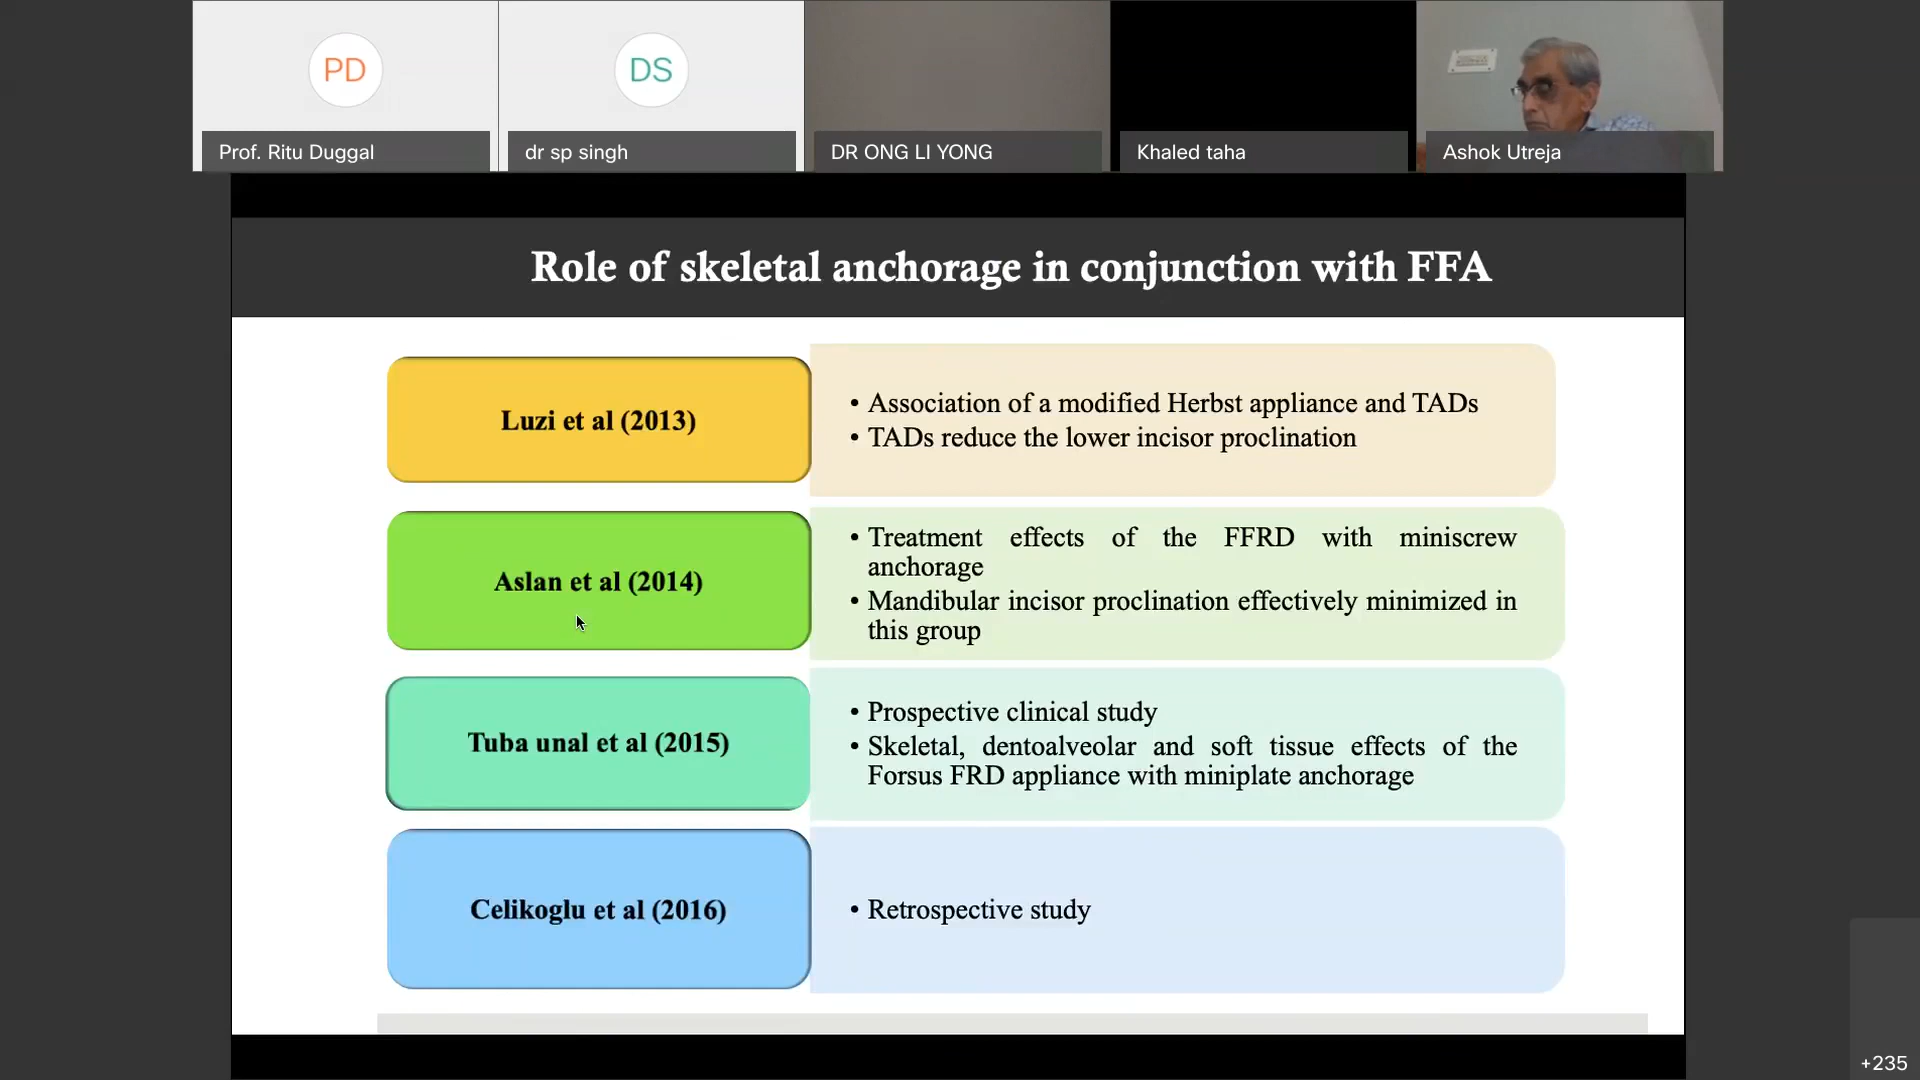 PD
DS
Prof. Ritu Duggal
dr sp singh
DR ONG LI YONG
Khaled taha
Ashok Utreja
Role of skeletal anchorage in conjunction with FFA
Luzi et al (2013)
• Association of a modified Herbst appliance and TADs
• TADs reduce the lower incisor proclination
Aslan et al (2014)
• Treatment effects of the FFRD with miniscrew
anchorage
• Mandibular incisor proclination effectively minimized in
this group
Tuba unal et al (2015)
• Prospective clinical study
• Skeletal, dentoalveolar and soft tissue effects of the
Forsus FRD appliance with miniplate anchorage
Celikoglu et al (2016)
• Retrospective study
+235